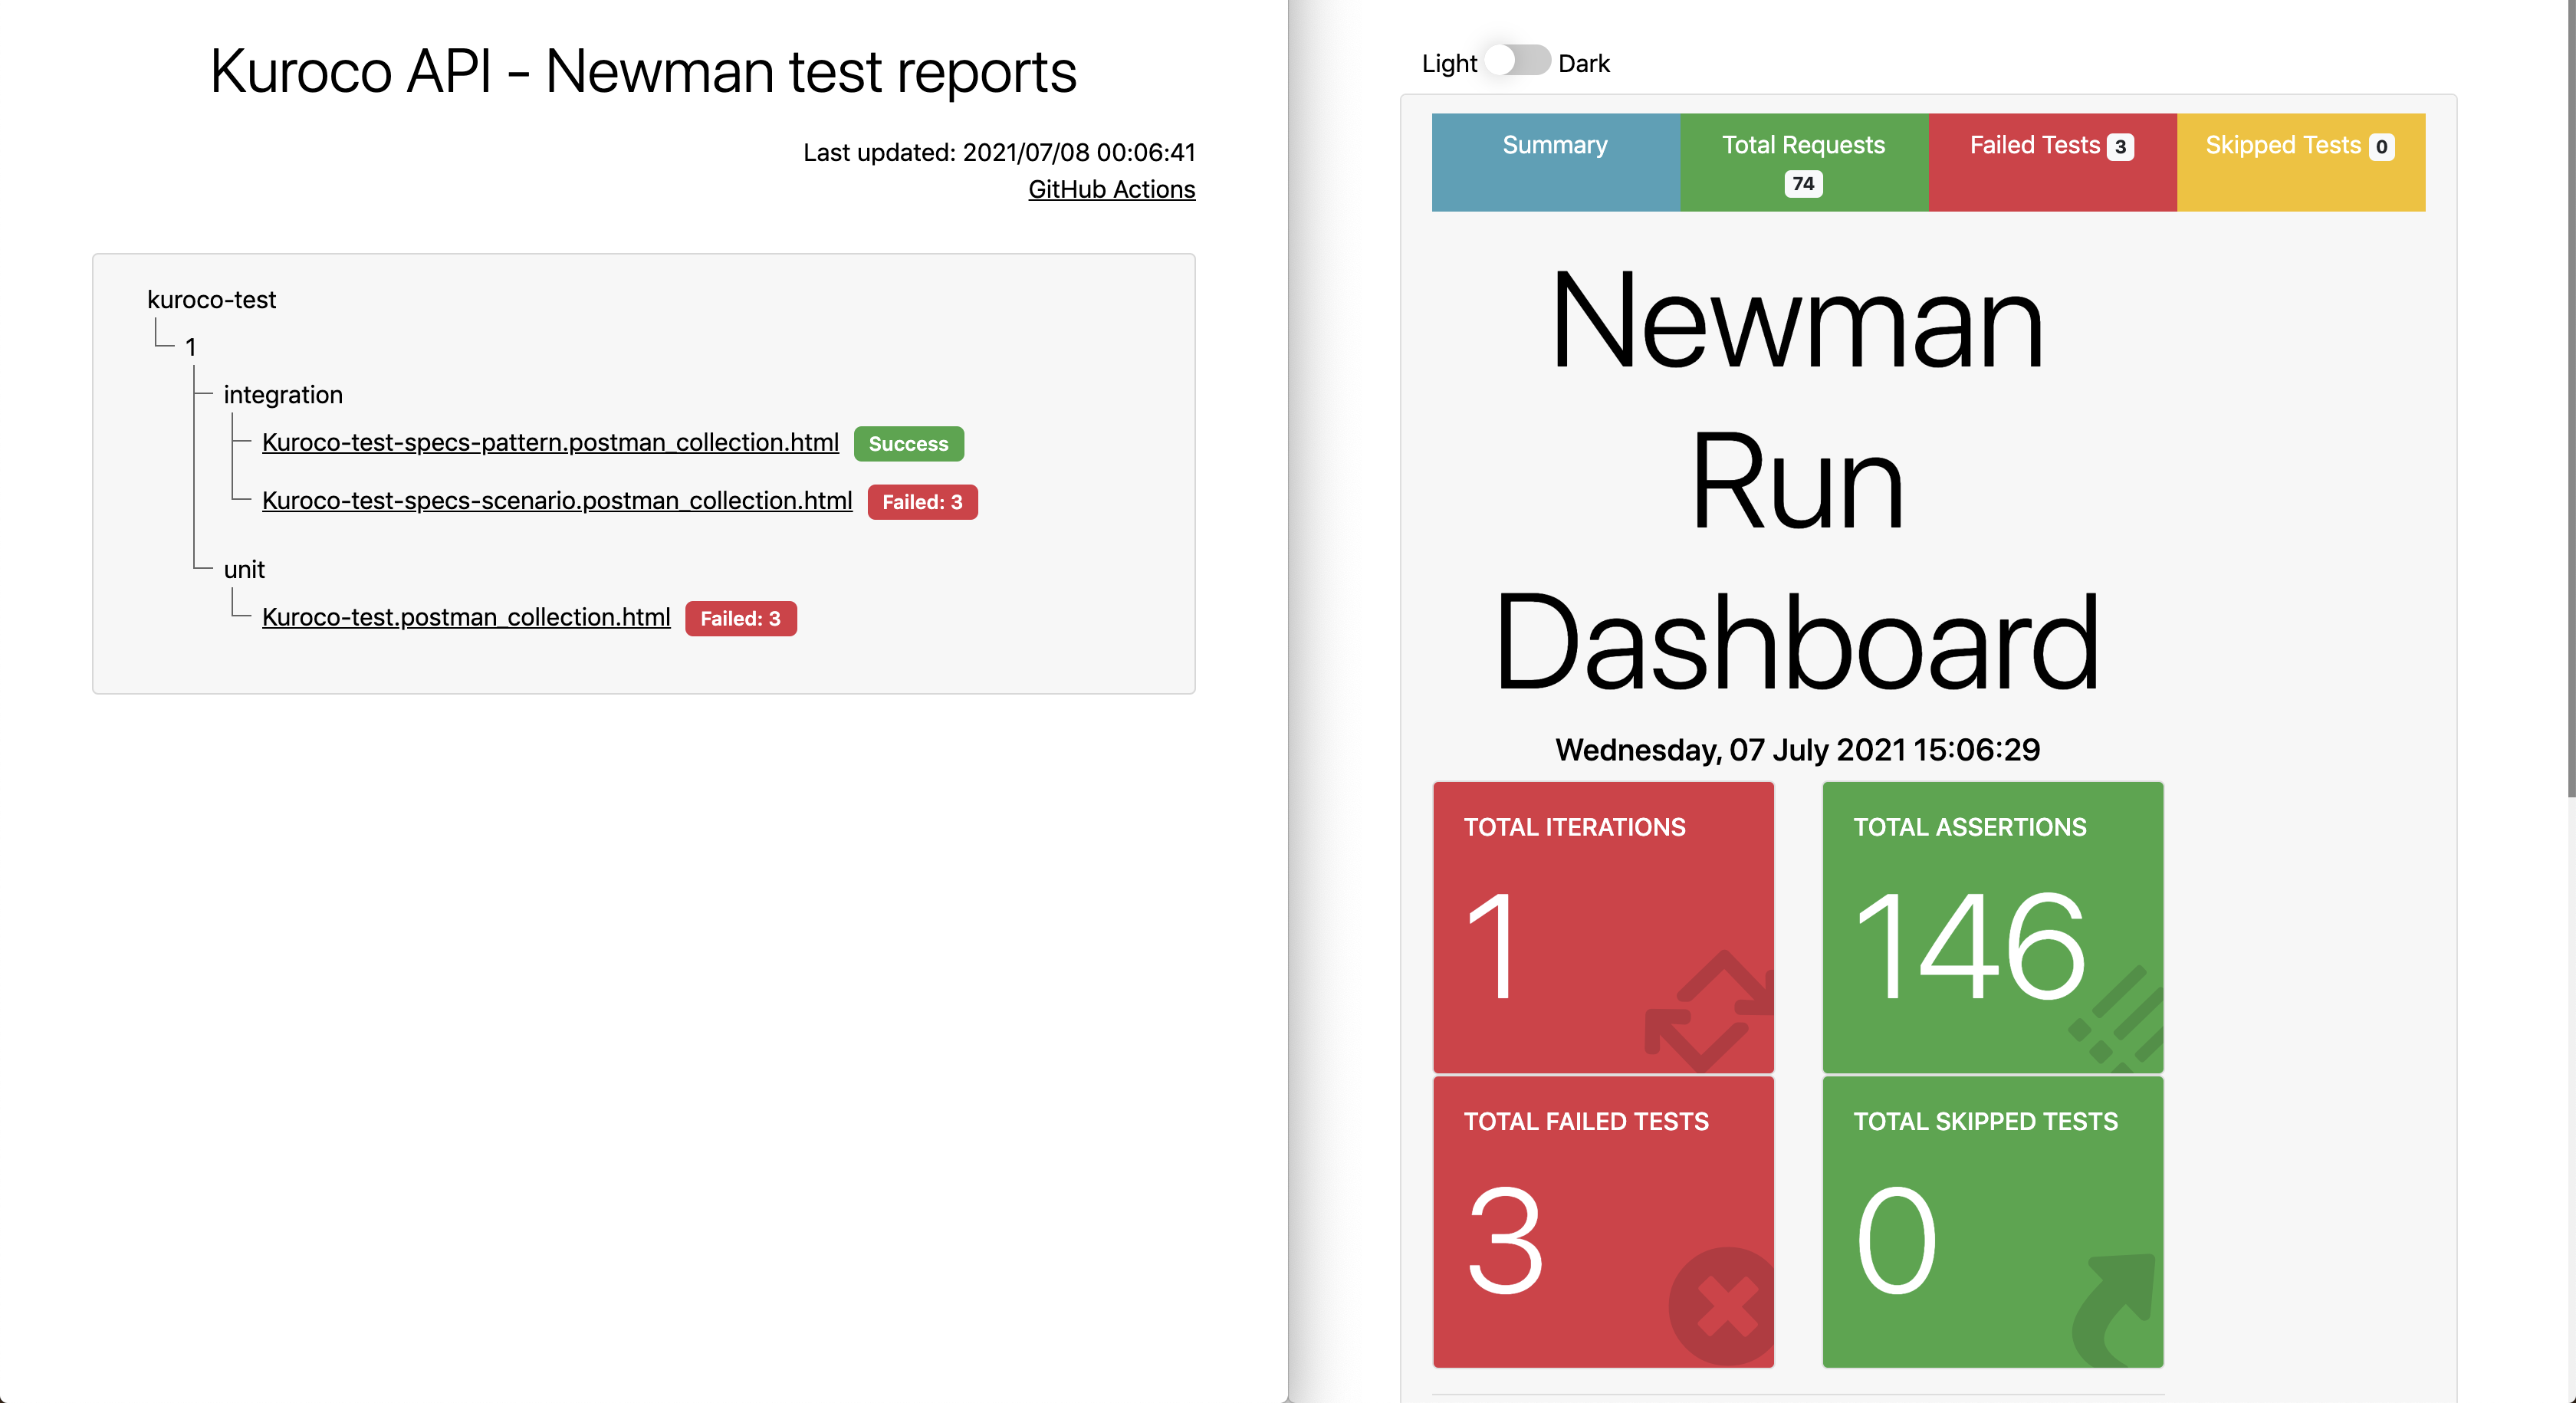 Kuroco API - Newman test reports
Last updated: 2021/07/08 00:06:41
GitHub Actions
kuroco-test
1
integration
Kuroco-test-specs-pattern.postman_collection.html Success
Kuroco-test-specs-scenario.postman_collection.html Failed: 3
unit
Kuroco-test.postman_collection.html Failed: 3
Light Dark
Summary
Total Requests
74
Failed Tests 3
Skipped Tests 0
Newman
Run
Dashboard
Wednesday, 07 July 2021 15:06:29
TOTAL ITERATIONS
1
TOTAL ASSERTIONS
146
TOTAL FAILED TESTS
3
TOTAL SKIPPED TESTS
0